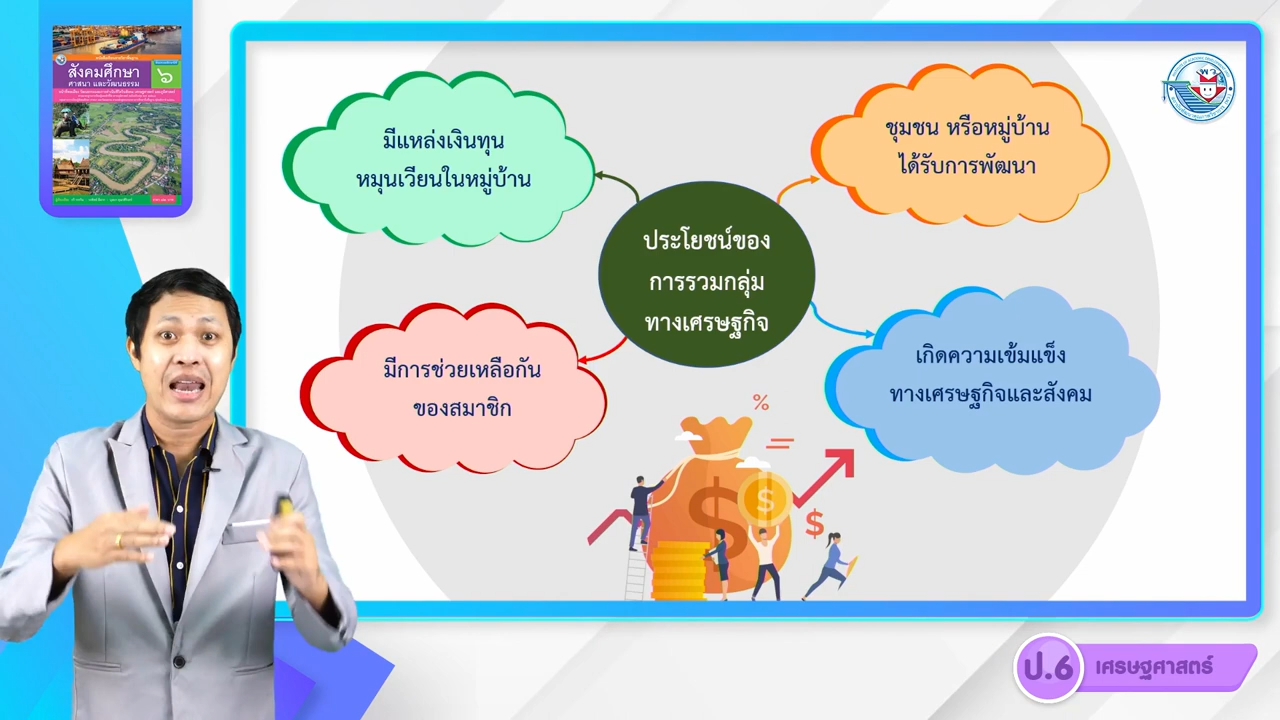 สังคมศึกษา
ศาสนา และวัฒนธรรม
๖
มีแหล่งเงินทุน
หมุนเวียนในหมู่บ้าน
ชุมชน หรือหมู่บ้าน
ได้รับการพัฒนา
ประโยชน์ของ
การรวมกลุ่ม
ทางเศรษฐกิจ
มีการช่วยเหลือกัน
ของสมาชิก
เกิดความเข้มแข็ง
ทางเศรษฐกิจและสังคม
%
$
$
$
พว
ป.6
เศรษฐศาสตร์